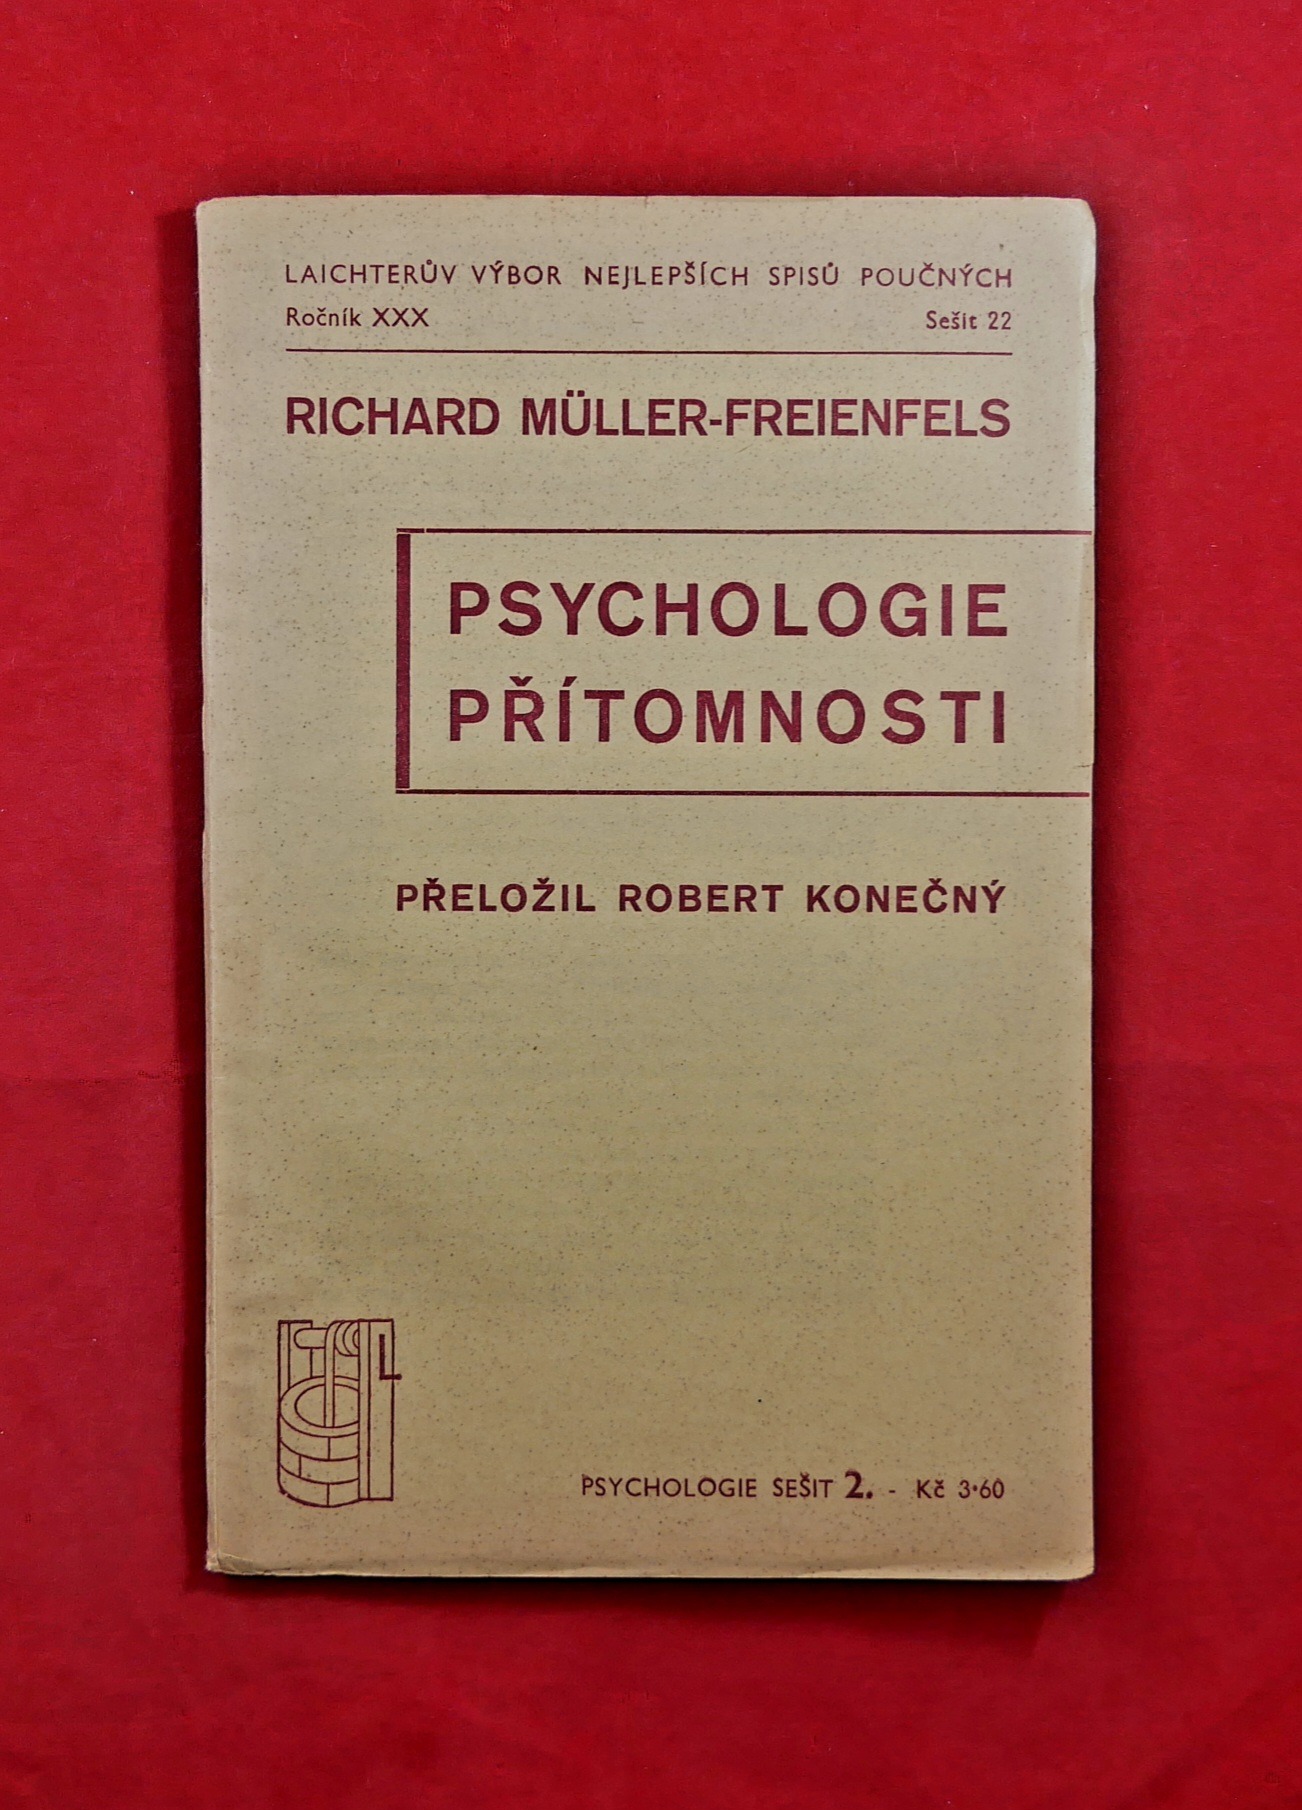 LAICHTERŮV VÝBOR NEJLEPŠÍCH SPISŮ POUČNÝCH
Ročník XXX Sešit 22
RICHARD MÜLLER-FREIENFELS
PSYCHOLOGIE
PŘÍTOMNOSTI
PŘELOŽIL ROBERT KONEČNÝ
L
PSYCHOLOGIE SEŠIT 2. - Kč 3·60